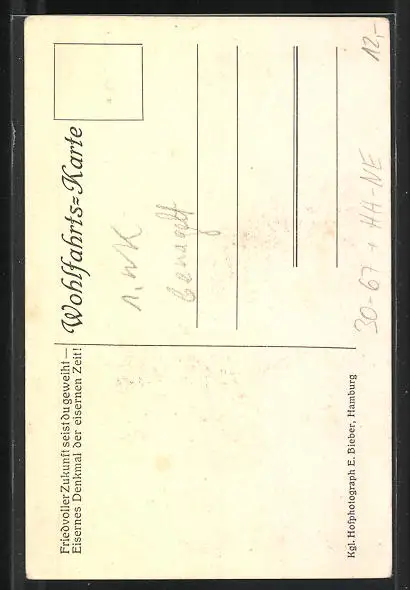 Friedvoller Zukunft seist du geweiht —
Eisernes Denkmal der eisernen Zeit!
Wohlfahrts=Karte
1. WK
Kgl. Hofphotograph E. Bieber, Hamburg
30-67 + HH-NE
12,-